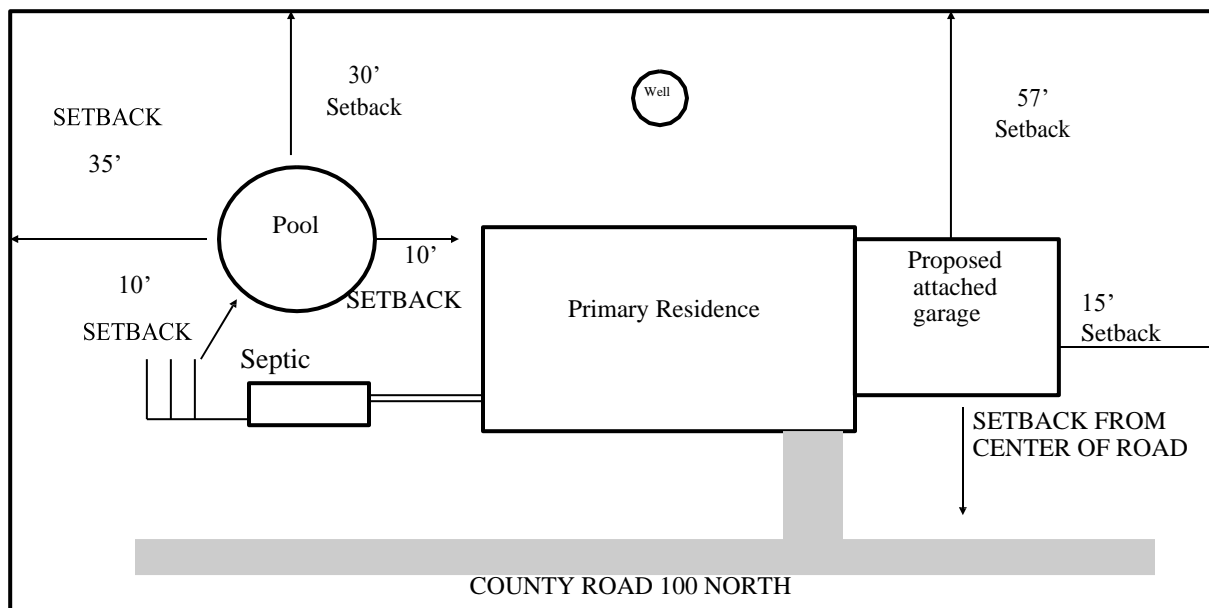 30’
Setback
Well
57’
Setback
SETBACK
35’
Pool
10’
SETBACK
10’
SETBACK
Primary Residence
Proposed
attached
garage
15’
Setback
Septic
SETBACK FROM
CENTER OF ROAD
COUNTY ROAD 100 NORTH